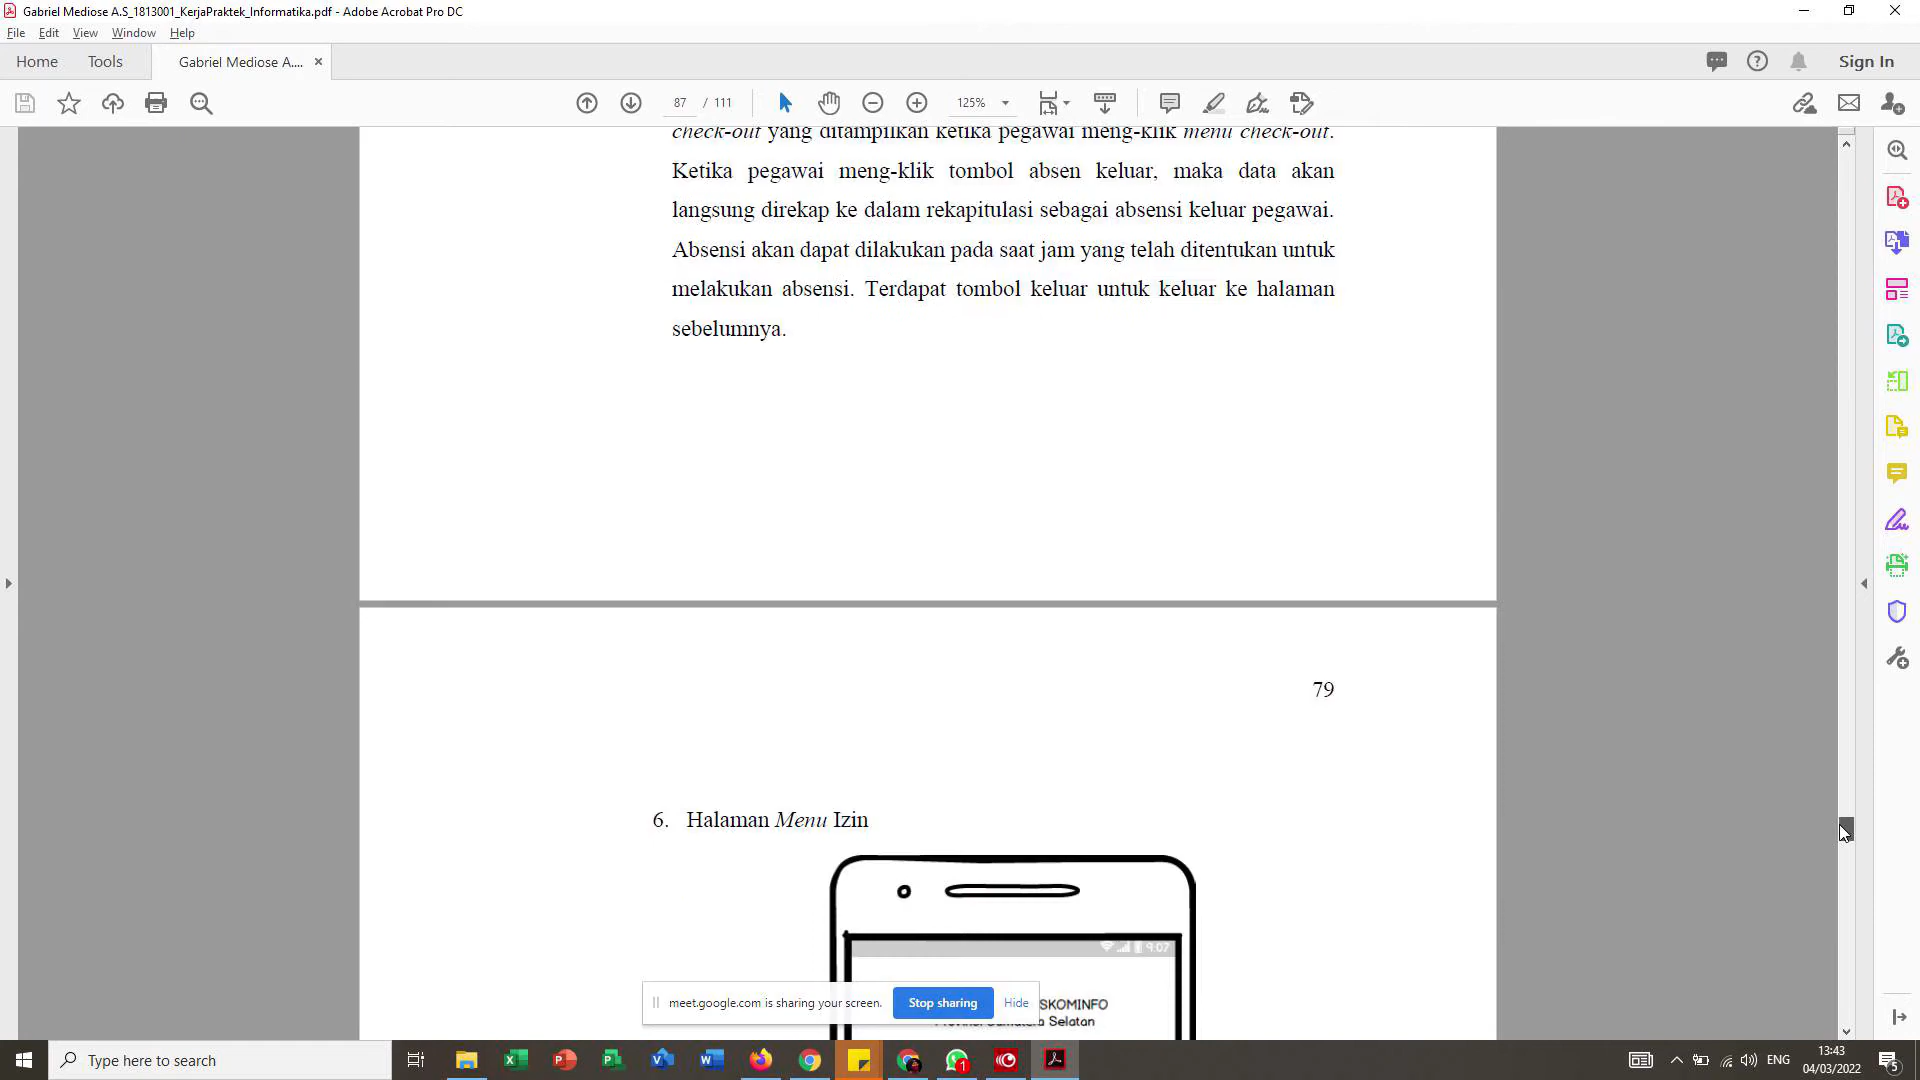 Gabriel Mediose A.S_1813001_KerjaPraktek_Informatika.pdf - Adobe Acrobat Pro DC
File Edit View Window Help
Home Tools Gabriel Mediose A.... × Sign In
87 / 111 125%
check-out yang ditampilkan ketika pegawai meng-klik menu check-out.
Ketika pegawai meng-klik tombol absen keluar, maka data akan
langsung direkap ke dalam rekapitulasi sebagai absensi keluar pegawai.
Absensi akan dapat dilakukan pada saat jam yang telah ditentukan untuk
melakukan absensi. Terdapat tombol keluar untuk keluar ke halaman
sebelumnya.
79
6. Halaman Menu Izin
9:07
SKOMINFO
meet.google.com is sharing your screen. Stop sharing Hide
Selatan
Type here to search
1
ENG
13:43
04/03/2022
5